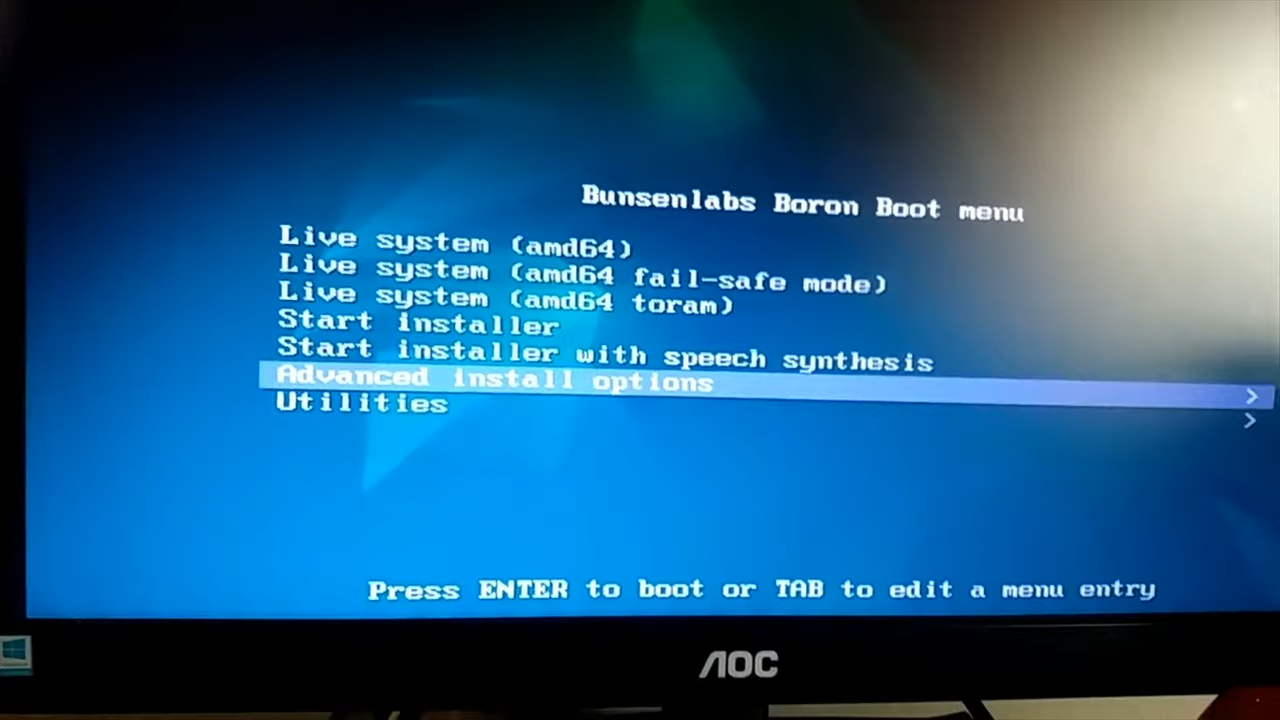 Bunsenlabs Boron Boot menu
Live system (amd64)
Live system (amd64 fail-safe mode)
Live system (amd64 toram)
Start installer
Start installer with speech synthesis
Advanced install options >
Utilities >
Press ENTER to boot or TAB to edit a menu entry
AOC